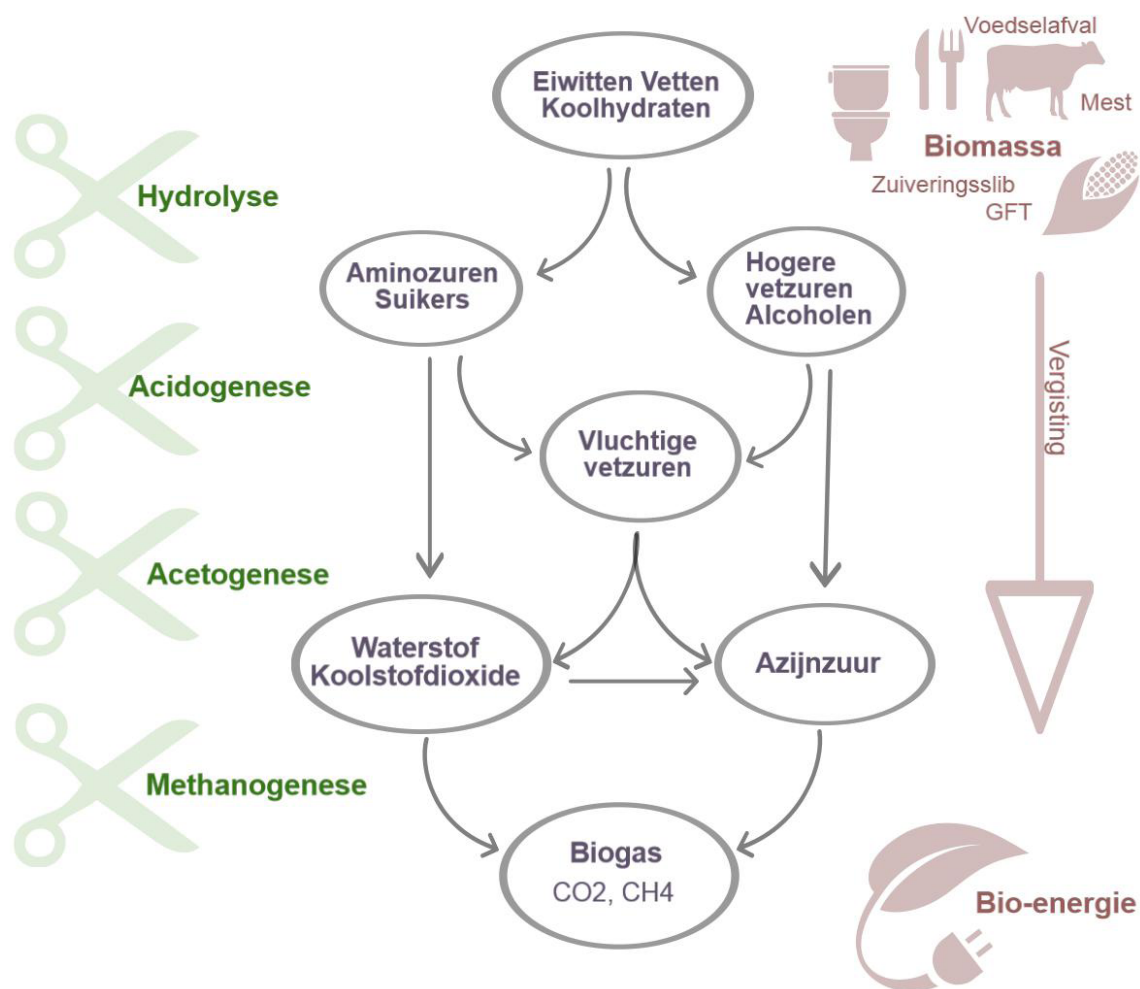 Voedselafval
Eiwitten Vetten
Koolhydraten
Mest
Biomassa
Zuiveringsslib
GFT
Hydrolyse
Aminozuren
Suikers
Hogere
vetzuren
Alcoholen
Acidogenese
Vergisting
Vluchtige
vetzuren
Acetogenese
Waterstof
Koolstofdioxide
Azijnzuur
Methanogenese
Biogas
CO2, CH4
Bio-energie